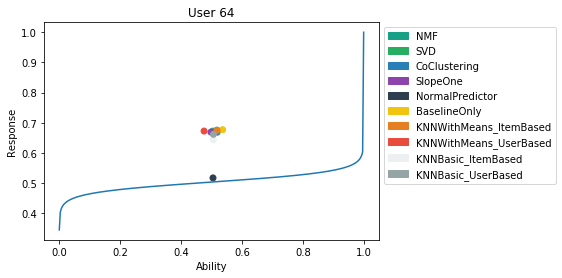 User 64
1.0
0.9
0.8
0.7
0.6
0.5
0.4
Response
0.0
0.2
0.4
0.6
0.8
1.0
Ability
NMF
SVD
CoClustering
SlopeOne
NormalPredictor
BaselineOnly
KNNWithMeans_ItemBased
KNNWithMeans_UserBased
KNNBasic_ItemBased
KNNBasic_UserBased